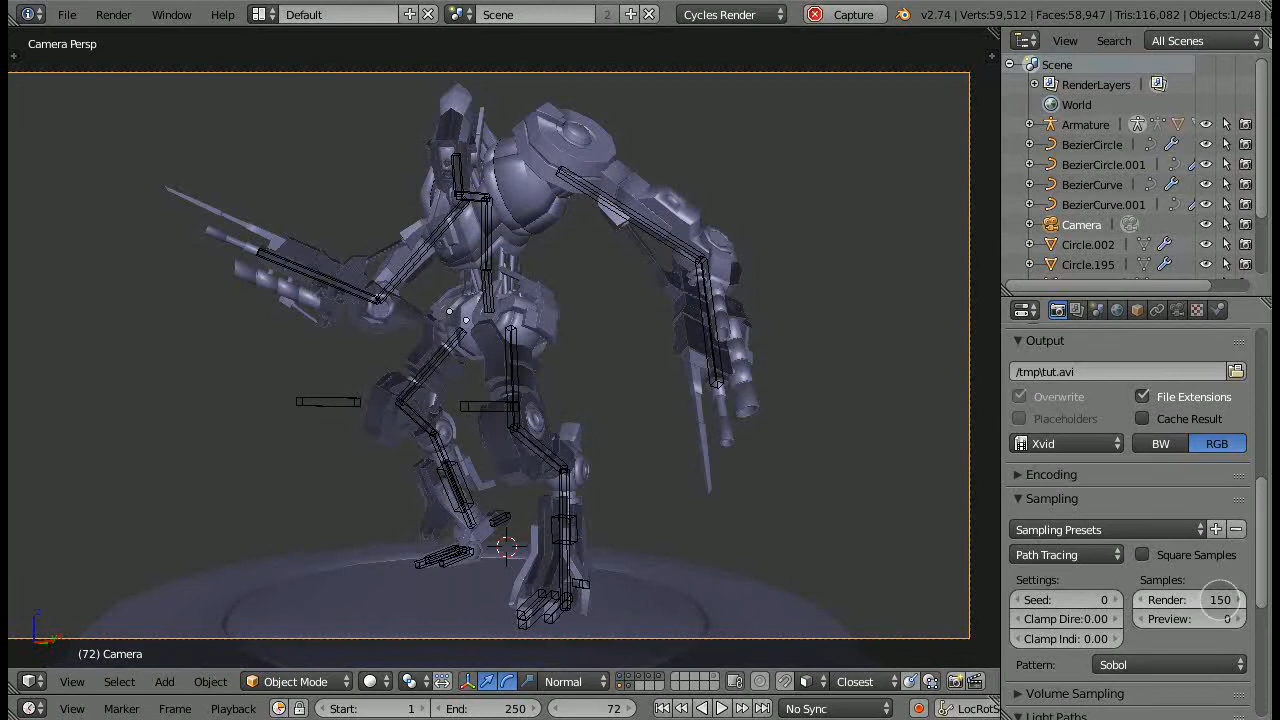 File Render Window Help Default Scene 2 Cycles Render Capture v2.74 | Verts:59,512 | Faces:58,947 | Tris:116,082 | Objects:1/248 |
Camera Persp
View Search All Scenes
Scene
RenderLayers
World
Armature
BezierCircle
BezierCircle.001
BezierCurve
BezierCurve.001
Camera
Circle.002
Circle.195
Output
/tmp\tut.avi
Overwrite File Extensions
Placeholders Cache Result
Xvid BW RGB
Encoding
Sampling
Sampling Presets
Path Tracing Square Samples
Settings: Samples:
Seed: 0 Render: 150
Clamp Dire:0.00 Preview: 0
Clamp Indi: 0.00
Pattern: Sobol
Volume Sampling
Light Paths
(72) Camera
View Select Add Object Object Mode Normal Closest
View Marker Frame Playback Start: 1 End: 250 72 No Sync LocRotS